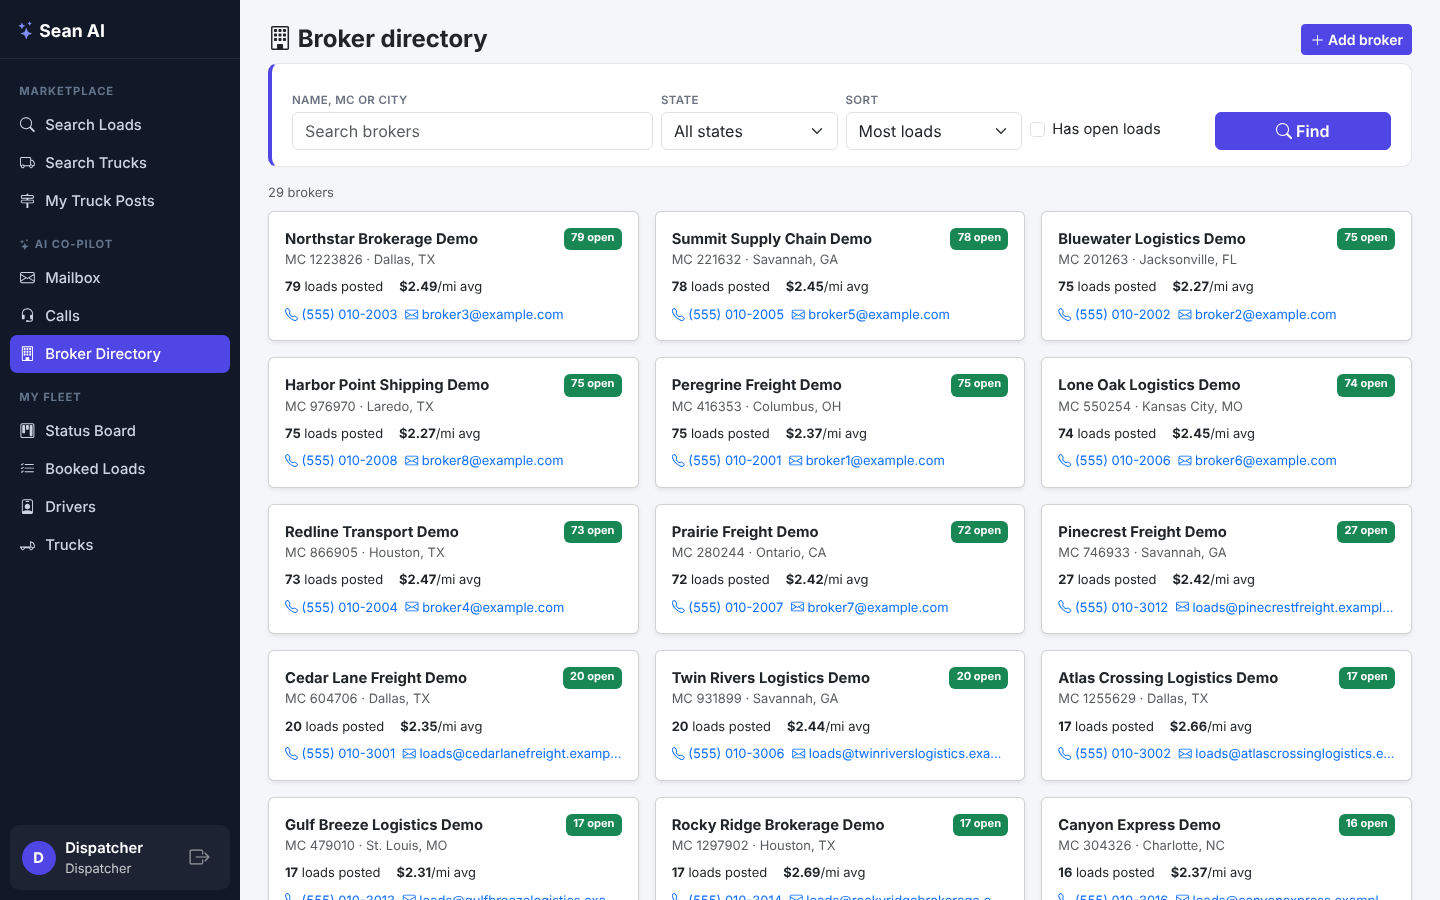 Sean AI
MARKETPLACE
Search Loads
Search Trucks
My Truck Posts
AI CO-PILOT
Mailbox
Calls
Broker Directory
MY FLEET
Status Board
Booked Loads
Drivers
Trucks
D
Dispatcher
Dispatcher
Broker directory
Add broker
NAME, MC OR CITY
Search brokers
STATE
All states
SORT
Most loads
Has open loads
Find
29 brokers
Northstar Brokerage Demo
79 open
MC 1223826 · Dallas, TX
79 loads posted $2.49/mi avg
(555) 010-2003 broker3@example.com
Summit Supply Chain Demo
78 open
MC 221632 · Savannah, GA
78 loads posted $2.45/mi avg
(555) 010-2005 broker5@example.com
Bluewater Logistics Demo
75 open
MC 201263 · Jacksonville, FL
75 loads posted $2.27/mi avg
(555) 010-2002 broker2@example.com
Harbor Point Shipping Demo
75 open
MC 976970 · Laredo, TX
75 loads posted $2.27/mi avg
(555) 010-2008 broker8@example.com
Peregrine Freight Demo
75 open
MC 416353 · Columbus, OH
75 loads posted $2.37/mi avg
(555) 010-2001 broker1@example.com
Lone Oak Logistics Demo
74 open
MC 550254 · Kansas City, MO
74 loads posted $2.45/mi avg
(555) 010-2006 broker6@example.com
Redline Transport Demo
73 open
MC 866905 · Houston, TX
73 loads posted $2.47/mi avg
(555) 010-2004 broker4@example.com
Prairie Freight Demo
72 open
MC 280244 · Ontario, CA
72 loads posted $2.42/mi avg
(555) 010-2007 broker7@example.com
Pinecrest Freight Demo
27 open
MC 746933 · Savannah, GA
27 loads posted $2.42/mi avg
(555) 010-3012 loads@pinecrestfreight.exampl...
Cedar Lane Freight Demo
20 open
MC 604706 · Dallas, TX
20 loads posted $2.35/mi avg
(555) 010-3001 loads@cedarlanefreight.examp...
Twin Rivers Logistics Demo
20 open
MC 931899 · Savannah, GA
20 loads posted $2.44/mi avg
(555) 010-3006 loads@twinriverslogistics.exa...
Atlas Crossing Logistics Demo
17 open
MC 1255629 · Dallas, TX
17 loads posted $2.66/mi avg
(555) 010-3002 loads@atlascrossinglogistics.e...
Gulf Breeze Logistics Demo
17 open
MC 479010 · St. Louis, MO
17 loads posted $2.31/mi avg
Rocky Ridge Brokerage Demo
17 open
MC 1297902 · Houston, TX
17 loads posted $2.69/mi avg
Canyon Express Demo
16 open
MC 304326 · Charlotte, NC
16 loads posted $2.37/mi avg